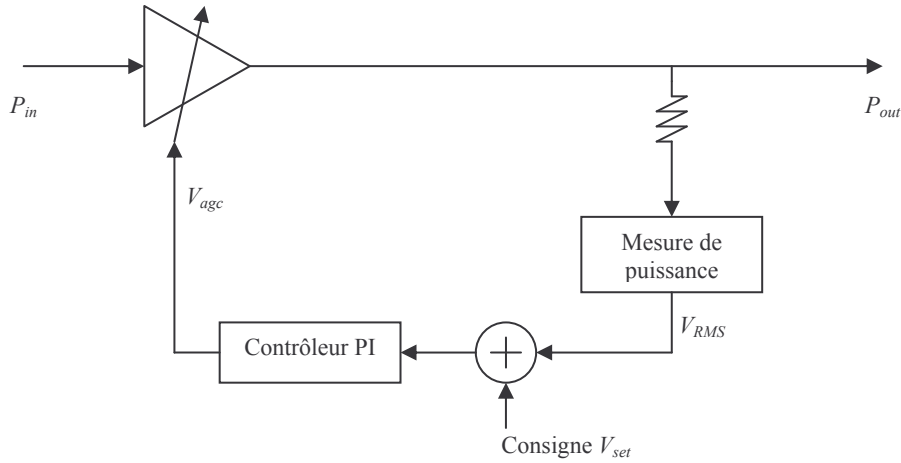 P_in
P_out
V_agc
Mesure de
puissance
V_RMS
Contrôleur PI
+
Consigne V_set